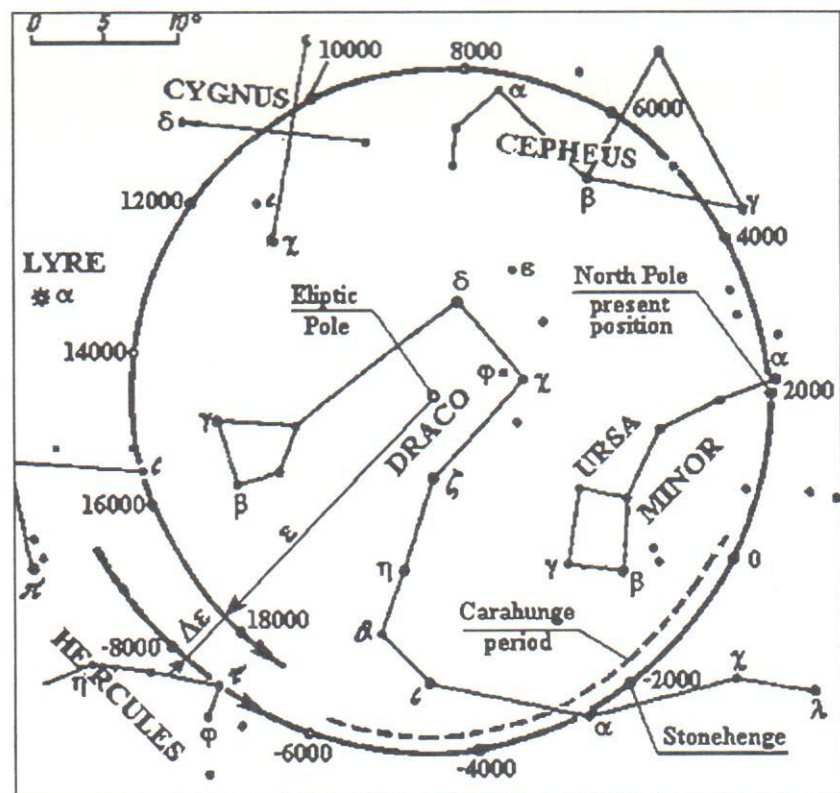 0 5 10°
10000
8000
CYGNUS
δ
α
6000
CEPHEUS
12000
ι
β
γ
χ
4000
LYRE
α
Eliptic
Pole
δ
ε
North Pole
present
position
14000
φ
χ
α
2000
γ
DRACO
URSA
MINOR
ι
β
ζ
16000
ε
η
γ
β
0
π
18000
Carahunge
period
Δε
-8000
HERCULES
η
τ
θ
ι
-2000
χ
λ
φ
α
-6000
-4000
Stonehenge